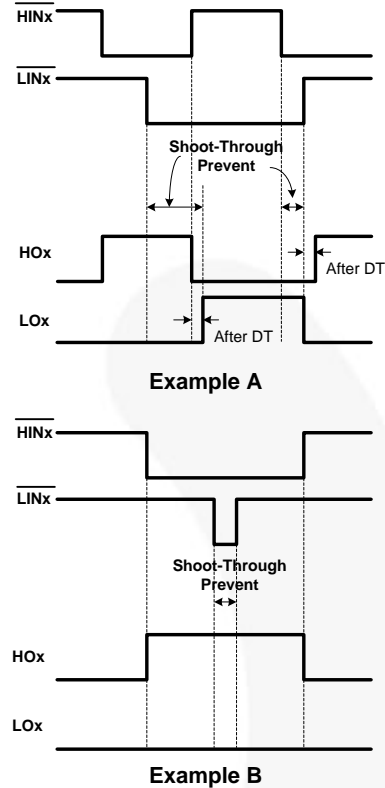 HINx
LINx
Shoot-Through
Prevent
HOx
After DT
LOx
After DT
Example A
HINx
LINx
Shoot-Through
Prevent
HOx
LOx
Example B